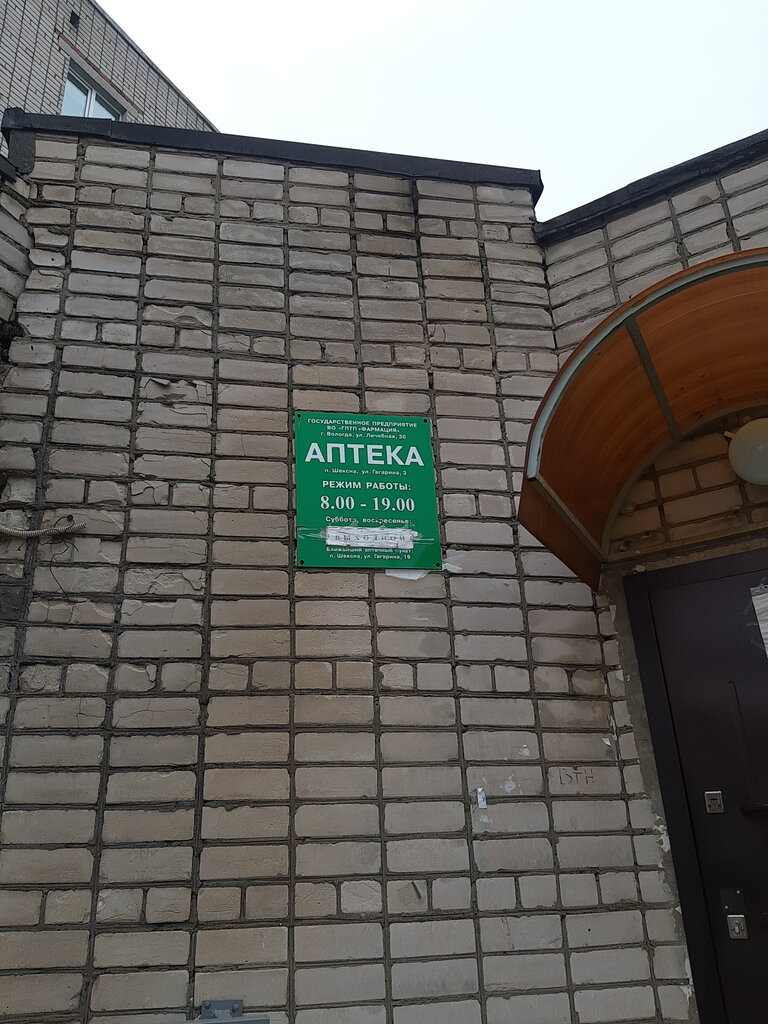 ГОСУДАРСТВЕННОЕ ПРЕДПРИЯТИЕ
ВО «ГПТП «ФАРМАЦИЯ»
г. Вологда, ул. Лечебная, 30
АПТЕКА
п. Шексна, ул. Гагарина, 3
РЕЖИМ РАБОТЫ:
8.00 - 19.00
Суббота, воскресенье:
ВЫХОДНОЙ
Ближайший аптечный пункт
п. Шексна, ул. Гагарина, 19
ВТН